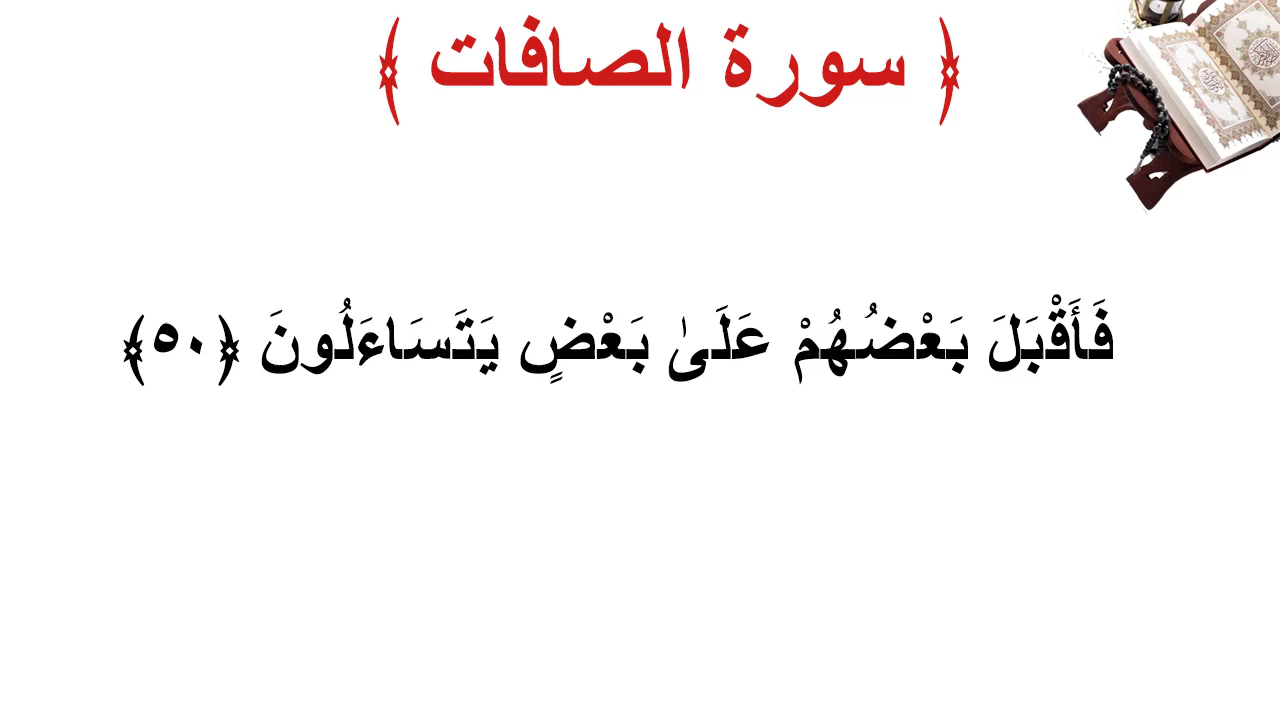 ﴿ سورة الصافات ﴾
فَأَقْبَلَ بَعْضُهُمْ عَلَىٰ بَعْضٍ يَتَسَاءَلُونَ ﴿٥٠﴾